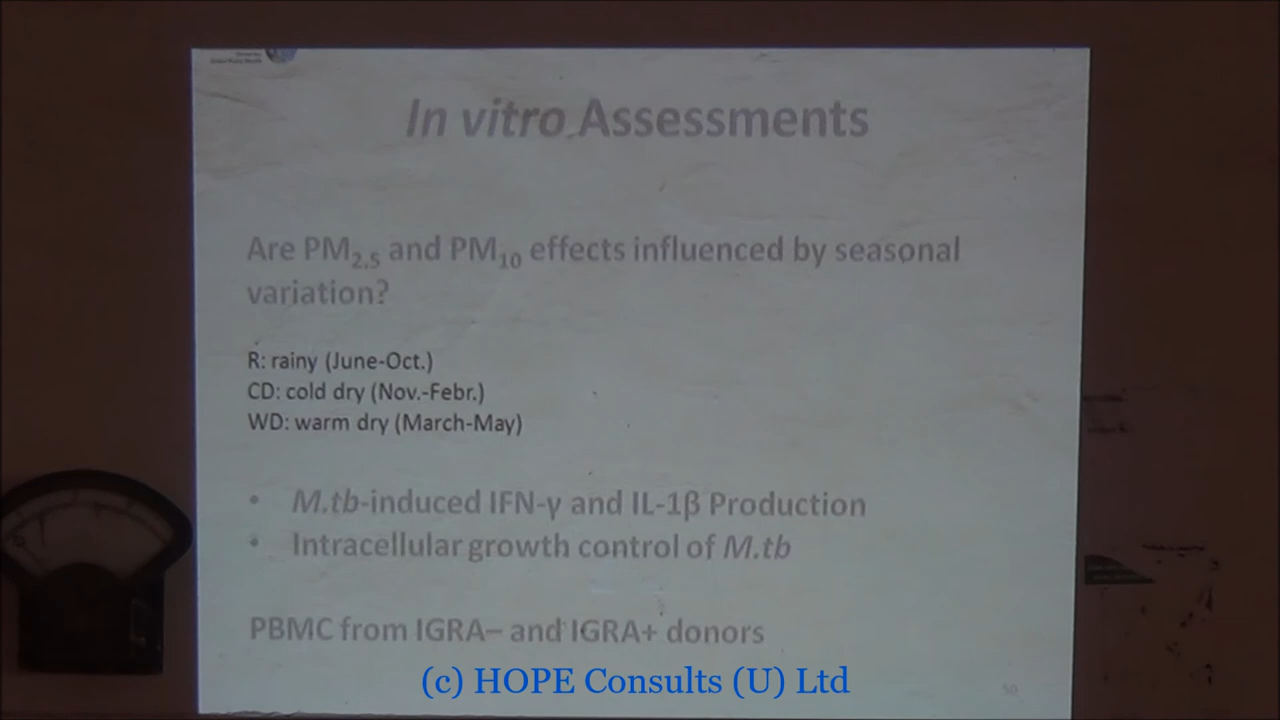 In vitro Assessments
Are PM2.5 and PM10 effects influenced by seasonal
variation?
R: rainy (June-Oct.)
CD: cold dry (Nov.-Febr.)
WD: warm dry (March-May)
• M.tb-induced IFN-γ and IL-1β Production
• Intracellular growth control of M.tb
PBMC from IGRA– and IGRA+ donors
(c) HOPE Consults (U) Ltd
50